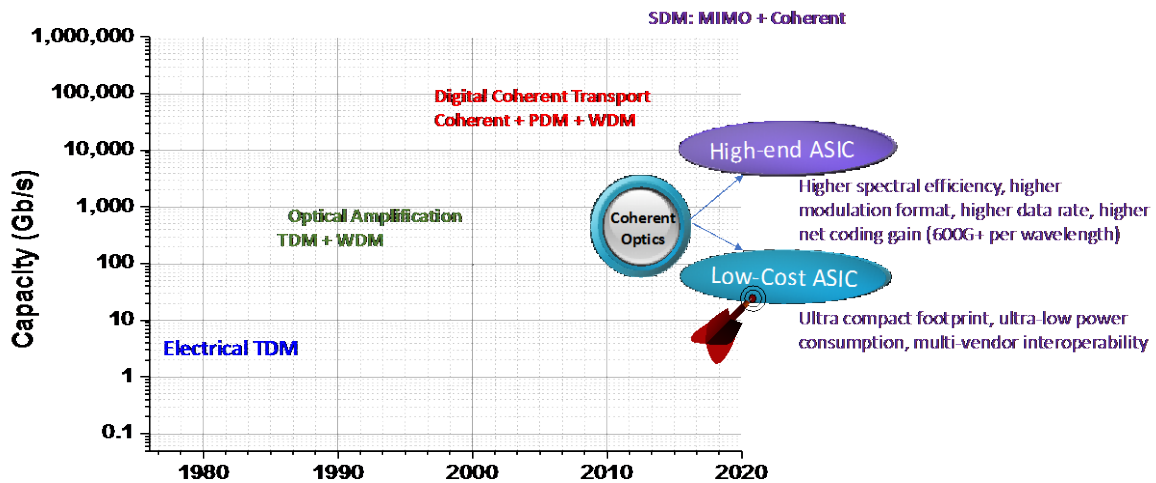 SDM: MIMO + Coherent
1,000,000
100,000
10,000
1,000
100
10
1
0.1
Capacity (Gb/s)
Digital Coherent Transport
Coherent + PDM + WDM
High-end ASIC
Higher spectral efficiency, higher
modulation format, higher data rate, higher
net coding gain (600G+ per wavelength)
Optical Amplification
TDM + WDM
Coherent
Optics
Low-Cost ASIC
Ultra compact footprint, ultra-low power
consumption, multi-vendor interoperability
Electrical TDM
1980
1990
2000
2010
2020